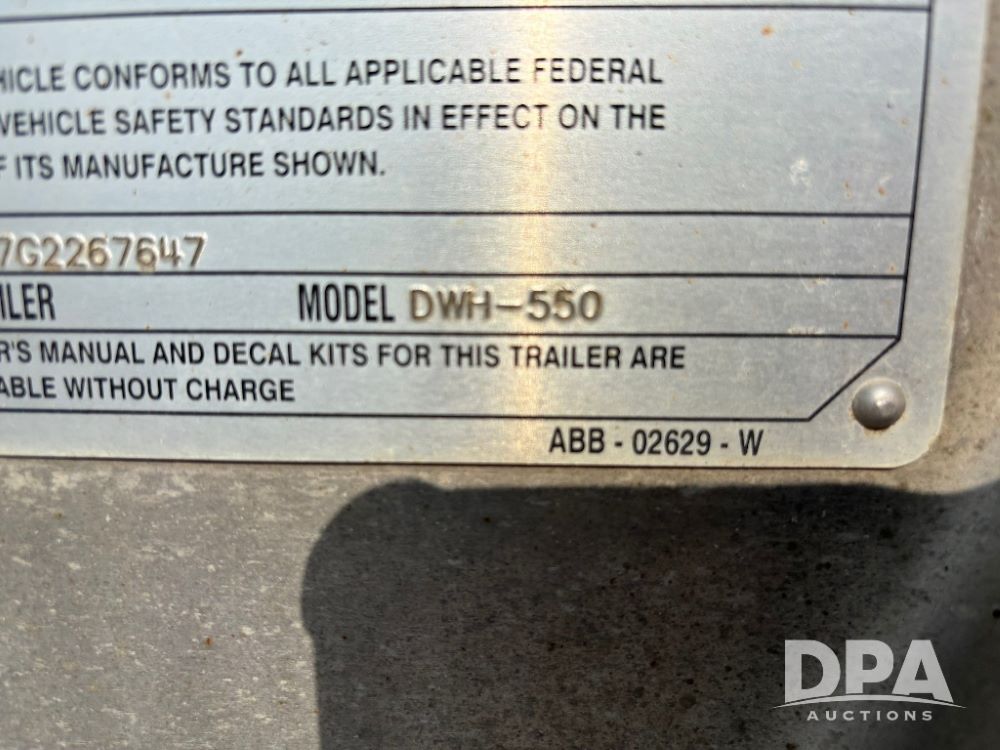 HICLE CONFORMS TO ALL APPLICABLE FEDERAL
VEHICLE SAFETY STANDARDS IN EFFECT ON THE
F ITS MANUFACTURE SHOWN.
7G2267647
ILER MODEL DWH-550
R'S MANUAL AND DECAL KITS FOR THIS TRAILER ARE
ABLE WITHOUT CHARGE
ABB - 02629 - W
DPA
AUCTIONS